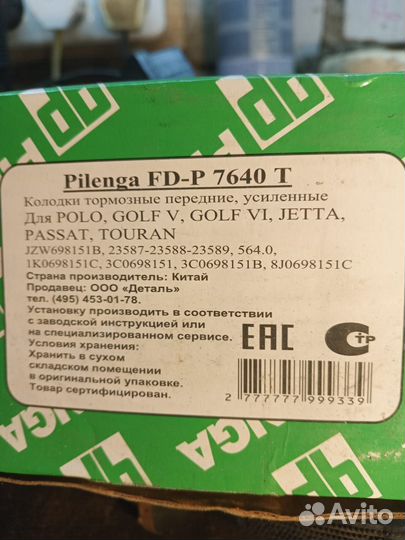 Pilenga FD-P 7640 T
Колодки тормозные передние, усиленные
Для POLO, GOLF V, GOLF VI, JETTA,
PASSAT, TOURAN
JZW698151B, 23587-23588-23589, 564.0,
1K0698151C, 3C0698151, 3C0698151B, 8J0698151C
Страна производитель: Китай
Продавец: ООО «Деталь»
тел. (495) 453-01-78.
Установку производить в соответствии
с заводской инструкцией или
на специализированном сервисе.
Условия хранения:
Хранить в сухом
складском помещении
в оригинальной упаковке.
Товар сертифицирован.
EAC
СТР
2 777777 999339
Avito